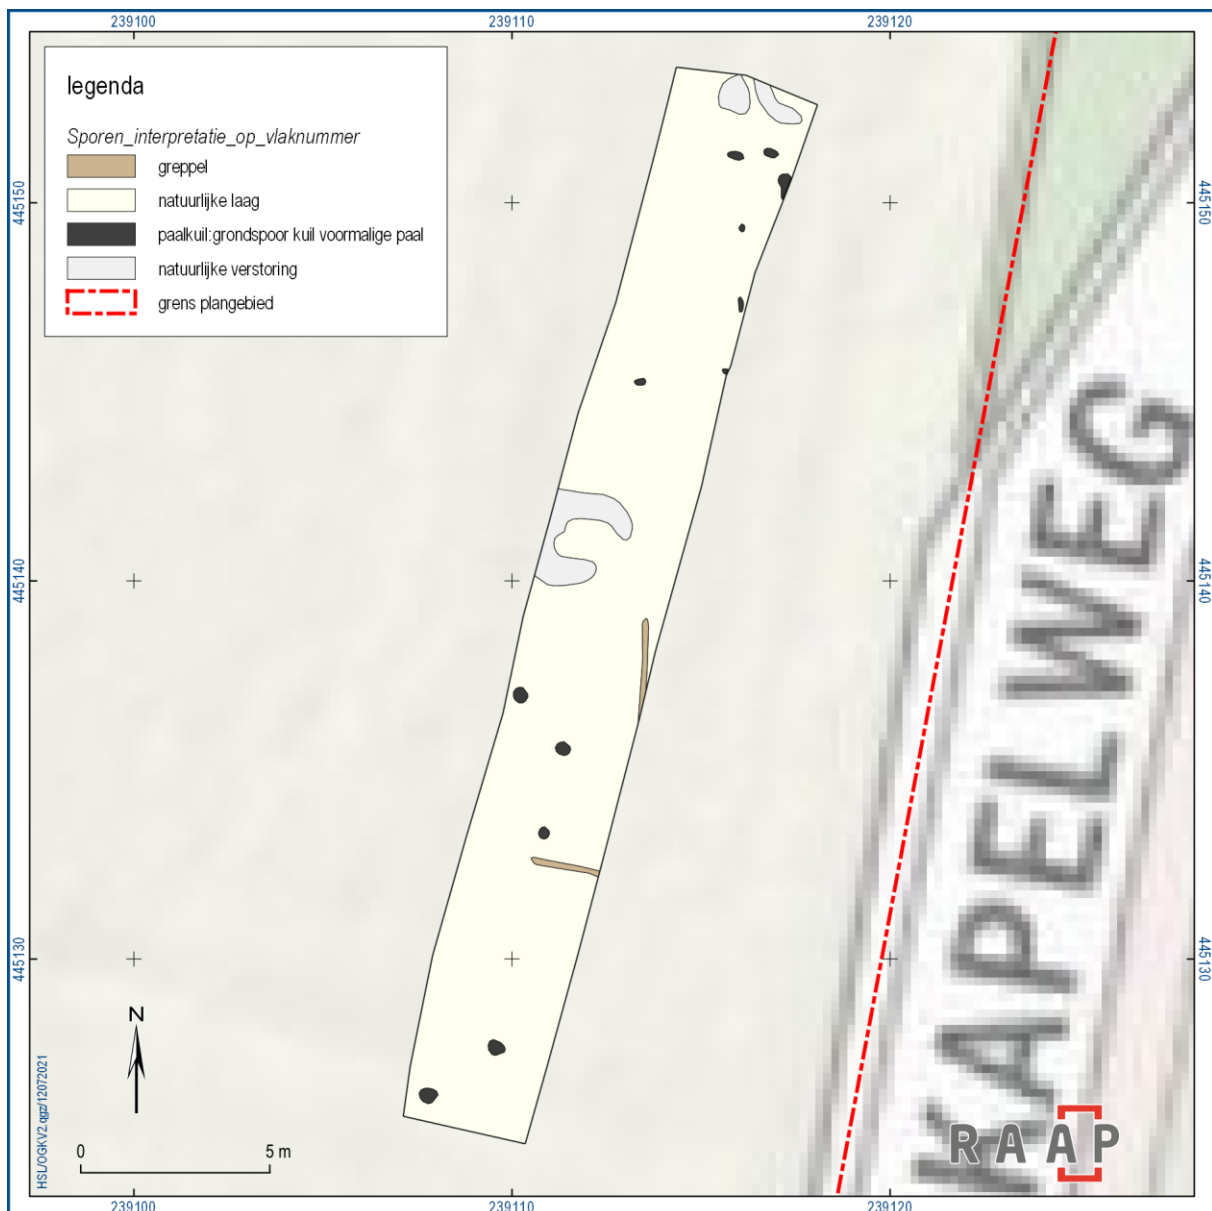 239100 239110 239120
legenda
Sporen_interpretatie_op_vlaknummer
greppel
natuurlijke laag
paalkuil:grondspoor kuil voormalige paal
natuurlijke verstoring
grens plangebied
445150 445150
445140 445140
445130 445130
KAPELWEG
N
HSL/OGKV2.qgz/12072021
0 5 m
RAAP
239100 239110 239120